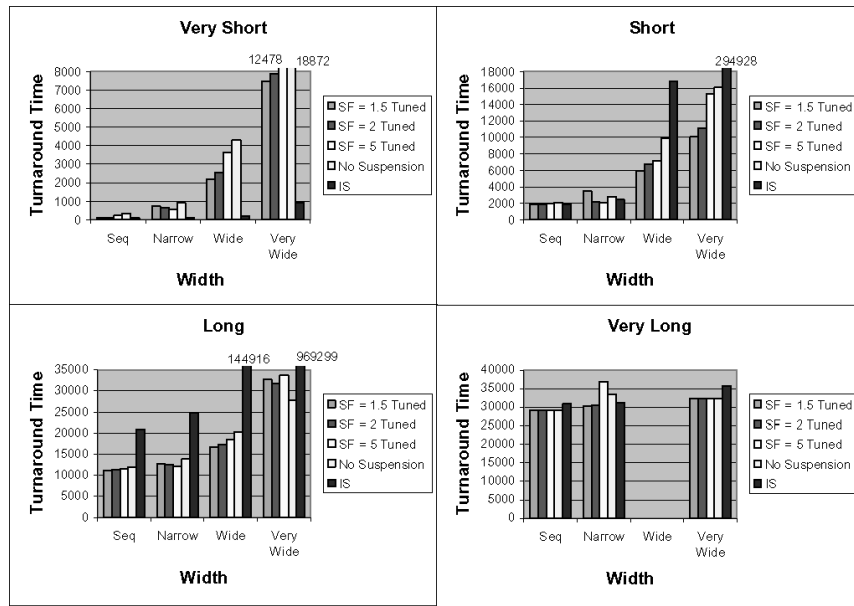 Very Short
12478 18872
Turnaround Time
8000
7000
6000
5000
4000
3000
2000
1000
0
Seq Narrow Wide Very Wide
Width
SF = 1.5 Tuned
SF = 2 Tuned
SF = 5 Tuned
No Suspension
IS
Short
294928
Turnaround Time
18000
16000
14000
12000
10000
8000
6000
4000
2000
0
Seq Narrow Wide Very Wide
Width
SF = 1.5 Tuned
SF = 2 Tuned
SF = 5 Tuned
No Suspension
IS
Long
144916 969299
Turnaround Time
35000
30000
25000
20000
15000
10000
5000
0
Seq Narrow Wide Very Wide
Width
SF = 1.5 Tuned
SF = 2 Tuned
SF = 5 Tuned
No Suspension
IS
Very Long
Turnaround Time
40000
35000
30000
25000
20000
15000
10000
5000
0
Seq Narrow Wide Very Wide
Width
SF = 1.5 Tuned
SF = 2 Tuned
SF = 5 Tuned
No Suspension
IS